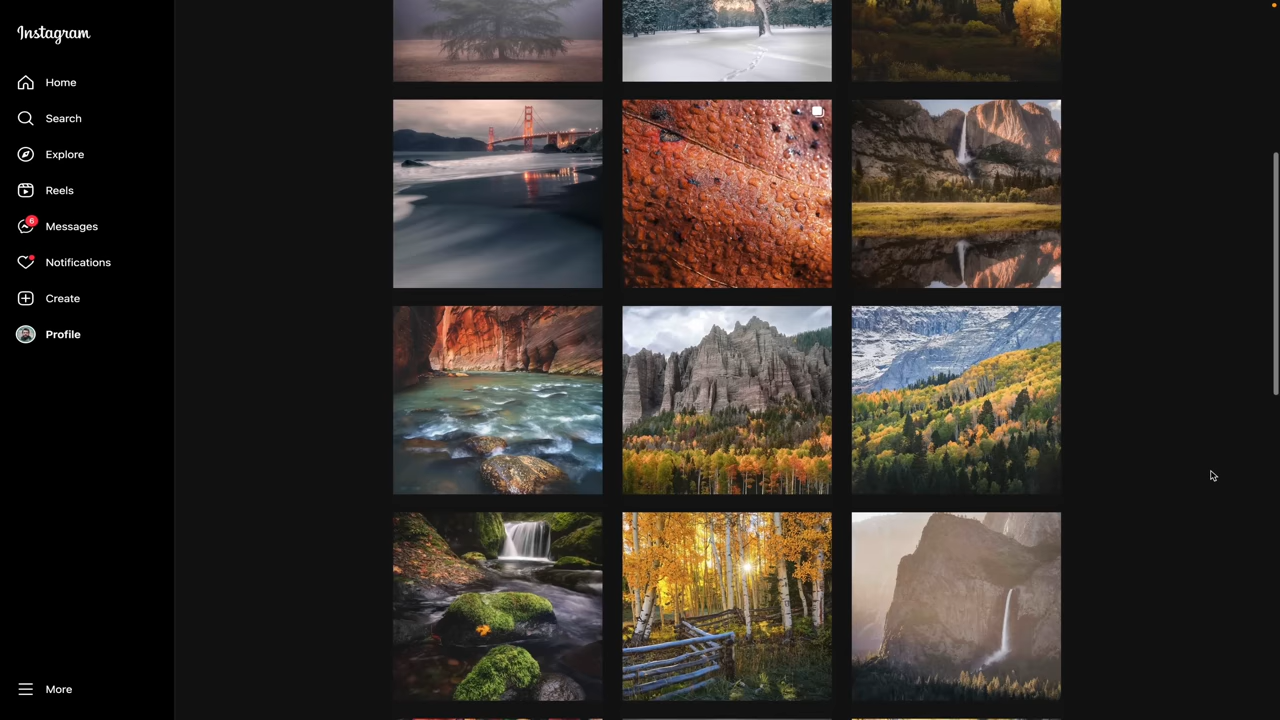 Instagram
Home
Search
Explore
Reels
6
Messages
Notifications
Create
Profile
More